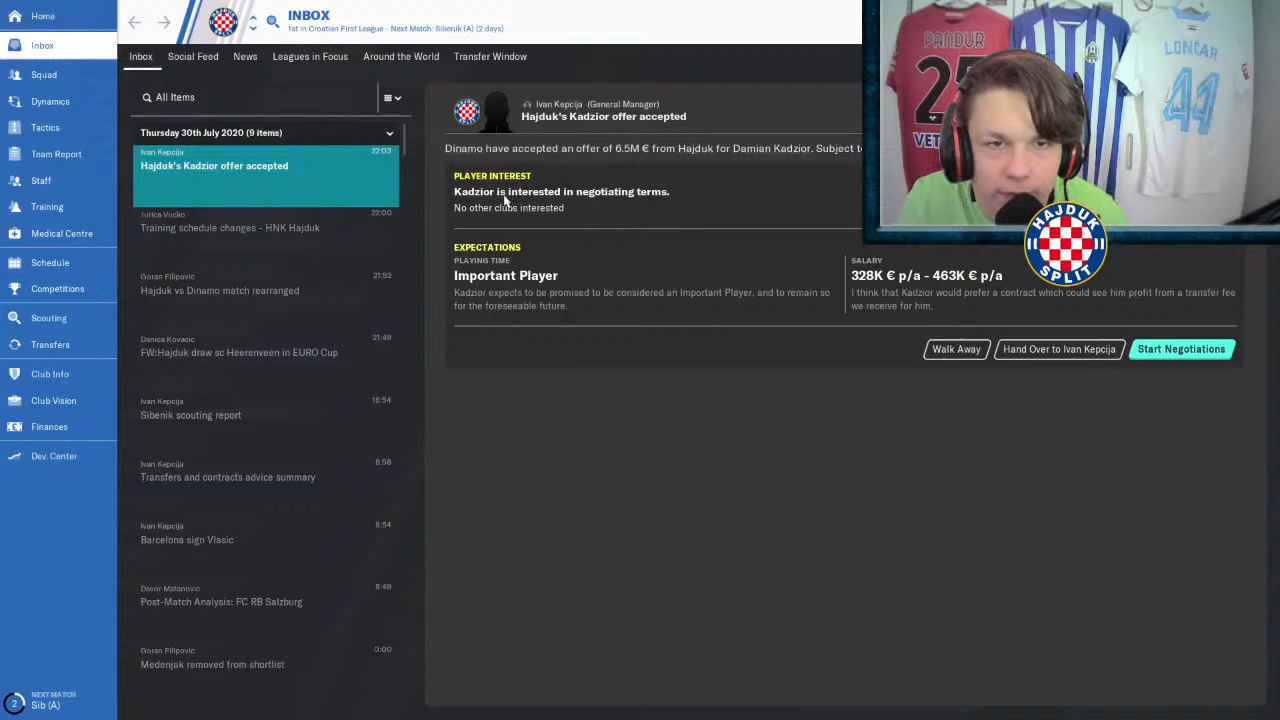 Home
Inbox
Squad
Dynamics
Tactics
Team Report
Staff
Training
Medical Centre
Schedule
Competitions
Scouting
Transfers
Club Info
Club Vision
Finances
Dev. Center
NEXT MATCH
2
Sib (A)
INBOX
1st in Croatian First League - Next Match: Sibenik (A) (2 days)
Inbox Social Feed News Leagues in Focus Around the World Transfer Window
All Items
Thursday 30th July 2020 (9 items)
Ivan Kepcija 22:03
Hajduk's Kadzior offer accepted
Jurica Vucko 22:00
Training schedule changes - HNK Hajduk
Goran Filipovic 21:52
Hajduk vs Dinamo match rearranged
Danica Kovacic 21:49
FW:Hajduk draw sc Heerenveen in EURO Cup
Ivan Kepcija 16:54
Sibenik scouting report
Ivan Kepcija 8:58
Transfers and contracts advice summary
Ivan Kepcija 8:54
Barcelona sign Vlasic
Davor Matanovic 8:49
Post-Match Analysis: FC RB Salzburg
Goran Filipovic 0:00
Medenjak removed from shortlist
Ivan Kepcija (General Manager)
Hajduk's Kadzior offer accepted
Dinamo have accepted an offer of 6.5M € from Hajduk for Damian Kadzior. Subject to
PLAYER INTEREST
Kadzior is interested in negotiating terms.
No other clubs interested
EXPECTATIONS
PLAYING TIME
Important Player
Kadzior expects to be promised to be considered an Important Player, and to remain so
for the foreseeable future.
SALARY
328K € p/a - 463K € p/a
I think that Kadzior would prefer a contract which could see him profit from a transfer fee
we receive for him.
Walk Away Hand Over to Ivan Kepcija Start Negotiations
PANDUR
LONČAR
44
HAJDUK
SPLIT